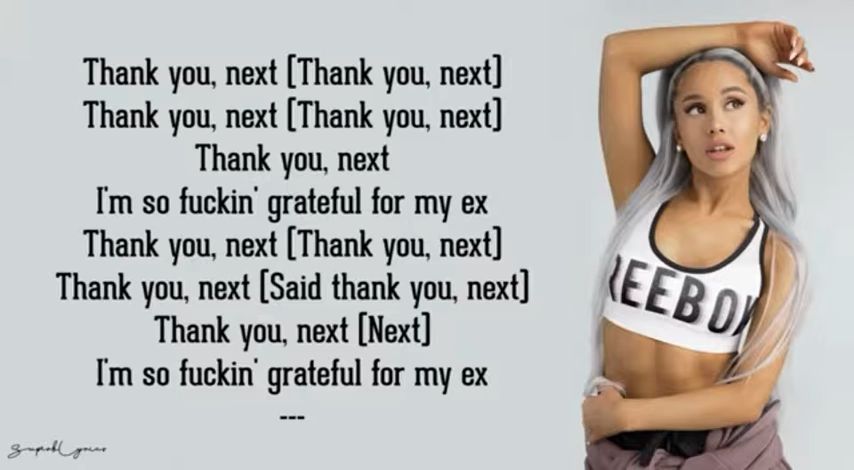 Thank you, next [Thank you, next]
Thank you, next [Thank you, next]
Thank you, next
I'm so fuckin' grateful for my ex
Thank you, next [Thank you, next]
Thank you, next [Said thank you, next]
Thank you, next [Next]
I'm so fuckin' grateful for my ex
---
REEBOK